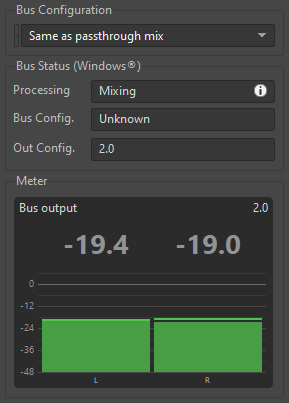 Bus Configuration
Same as passthrough mix
Bus Status (Windows®)
Processing Mixing
Bus Config. Unknown
Out Config. 2.0
Meter
Bus output 2.0
-19.4 -19.0
0
-12
-24
-36
-48
L R